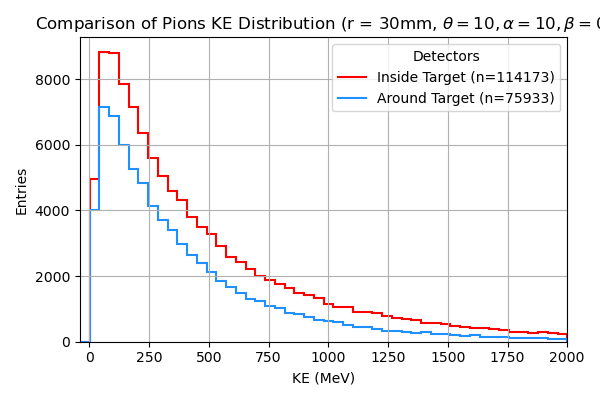 Comparison of Pions KE Distribution (r = 30mm, θ = 10, α = 10, β = 0
Detectors
Inside Target (n=114173)
Around Target (n=75933)
Entries
8000
6000
4000
2000
0
0 250 500 750 1000 1250 1500 1750 2000
KE (MeV)